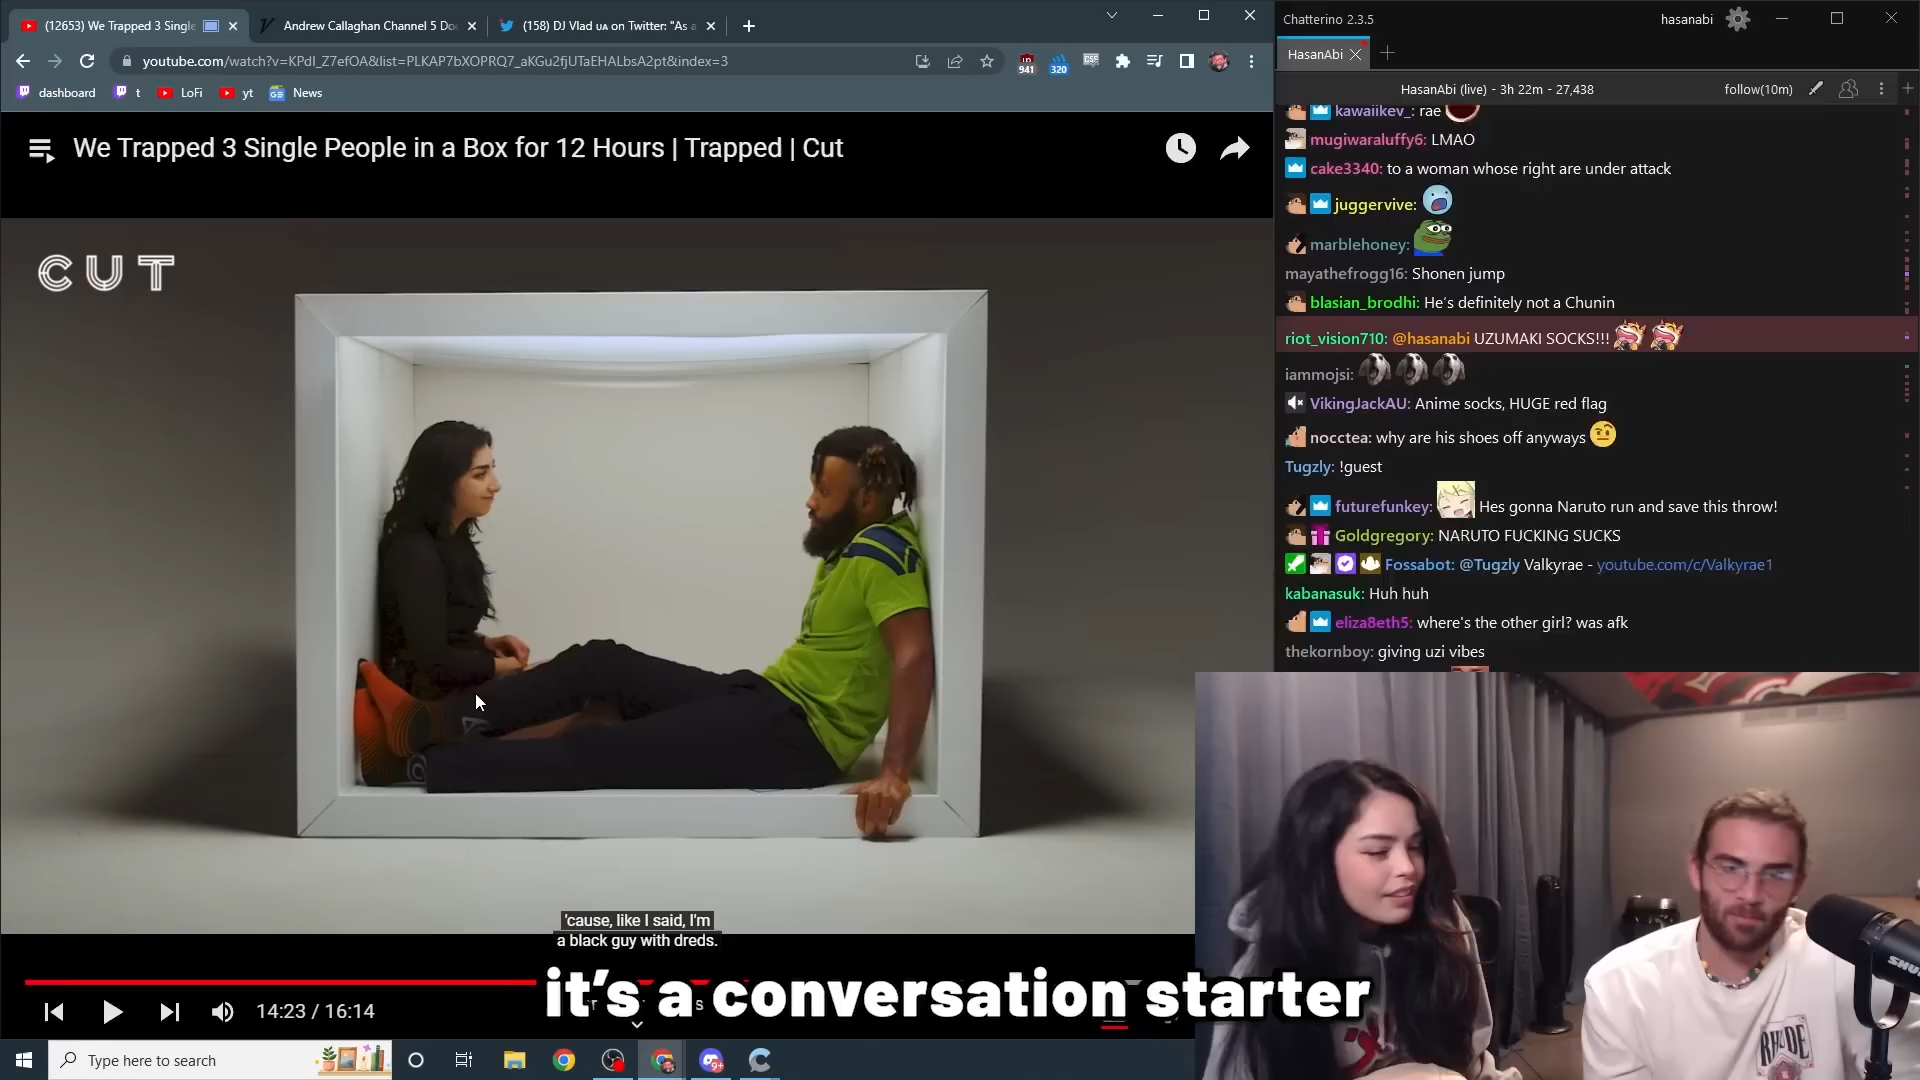 (12653) We Trapped 3 Single
Andrew Callaghan Channel 5 Do
(158) DJ Vlad UA on Twitter: "As a
youtube.com/watch?v=KPdI_Z7efOA&list=PLKAP7bXOPRQ7_aKGu2fjUTaEHALbsA2pt&index=3
941
320
dashboard
t
LoFi
yt
News
We Trapped 3 Single People in a Box for 12 Hours | Trapped | Cut
CUT
'cause, like I said, I'm
a black guy with dreds.
it's a conversation starter
14:23 / 16:14
Type here to search
9+
Chatterino 2.3.5
hasanabi
HasanAbi
HasanAbi (live) - 3h 22m - 27,438
follow(10m)
kawaiikev_: rae
mugiwaraluffy6: LMAO
cake3340: to a woman whose right are under attack
juggervive:
marblehoney:
mayathefrogg16: Shonen jump
blasian_brodhi: He's definitely not a Chunin
riot_vision710: @hasanabi UZUMAKI SOCKS!!!
iammojsi:
VikingJackAU: Anime socks, HUGE red flag
nocctea: why are his shoes off anyways
Tugzly: !guest
futurefunkey: Hes gonna Naruto run and save this throw!
Goldgregory: NARUTO FUCKING SUCKS
Fossabot: @Tugzly Valkyrae - youtube.com/c/Valkyrae1
kabanasuk: Huh huh
eliza8eth5: where's the other girl? was afk
thekornboy: giving uzi vibes
RHUDE